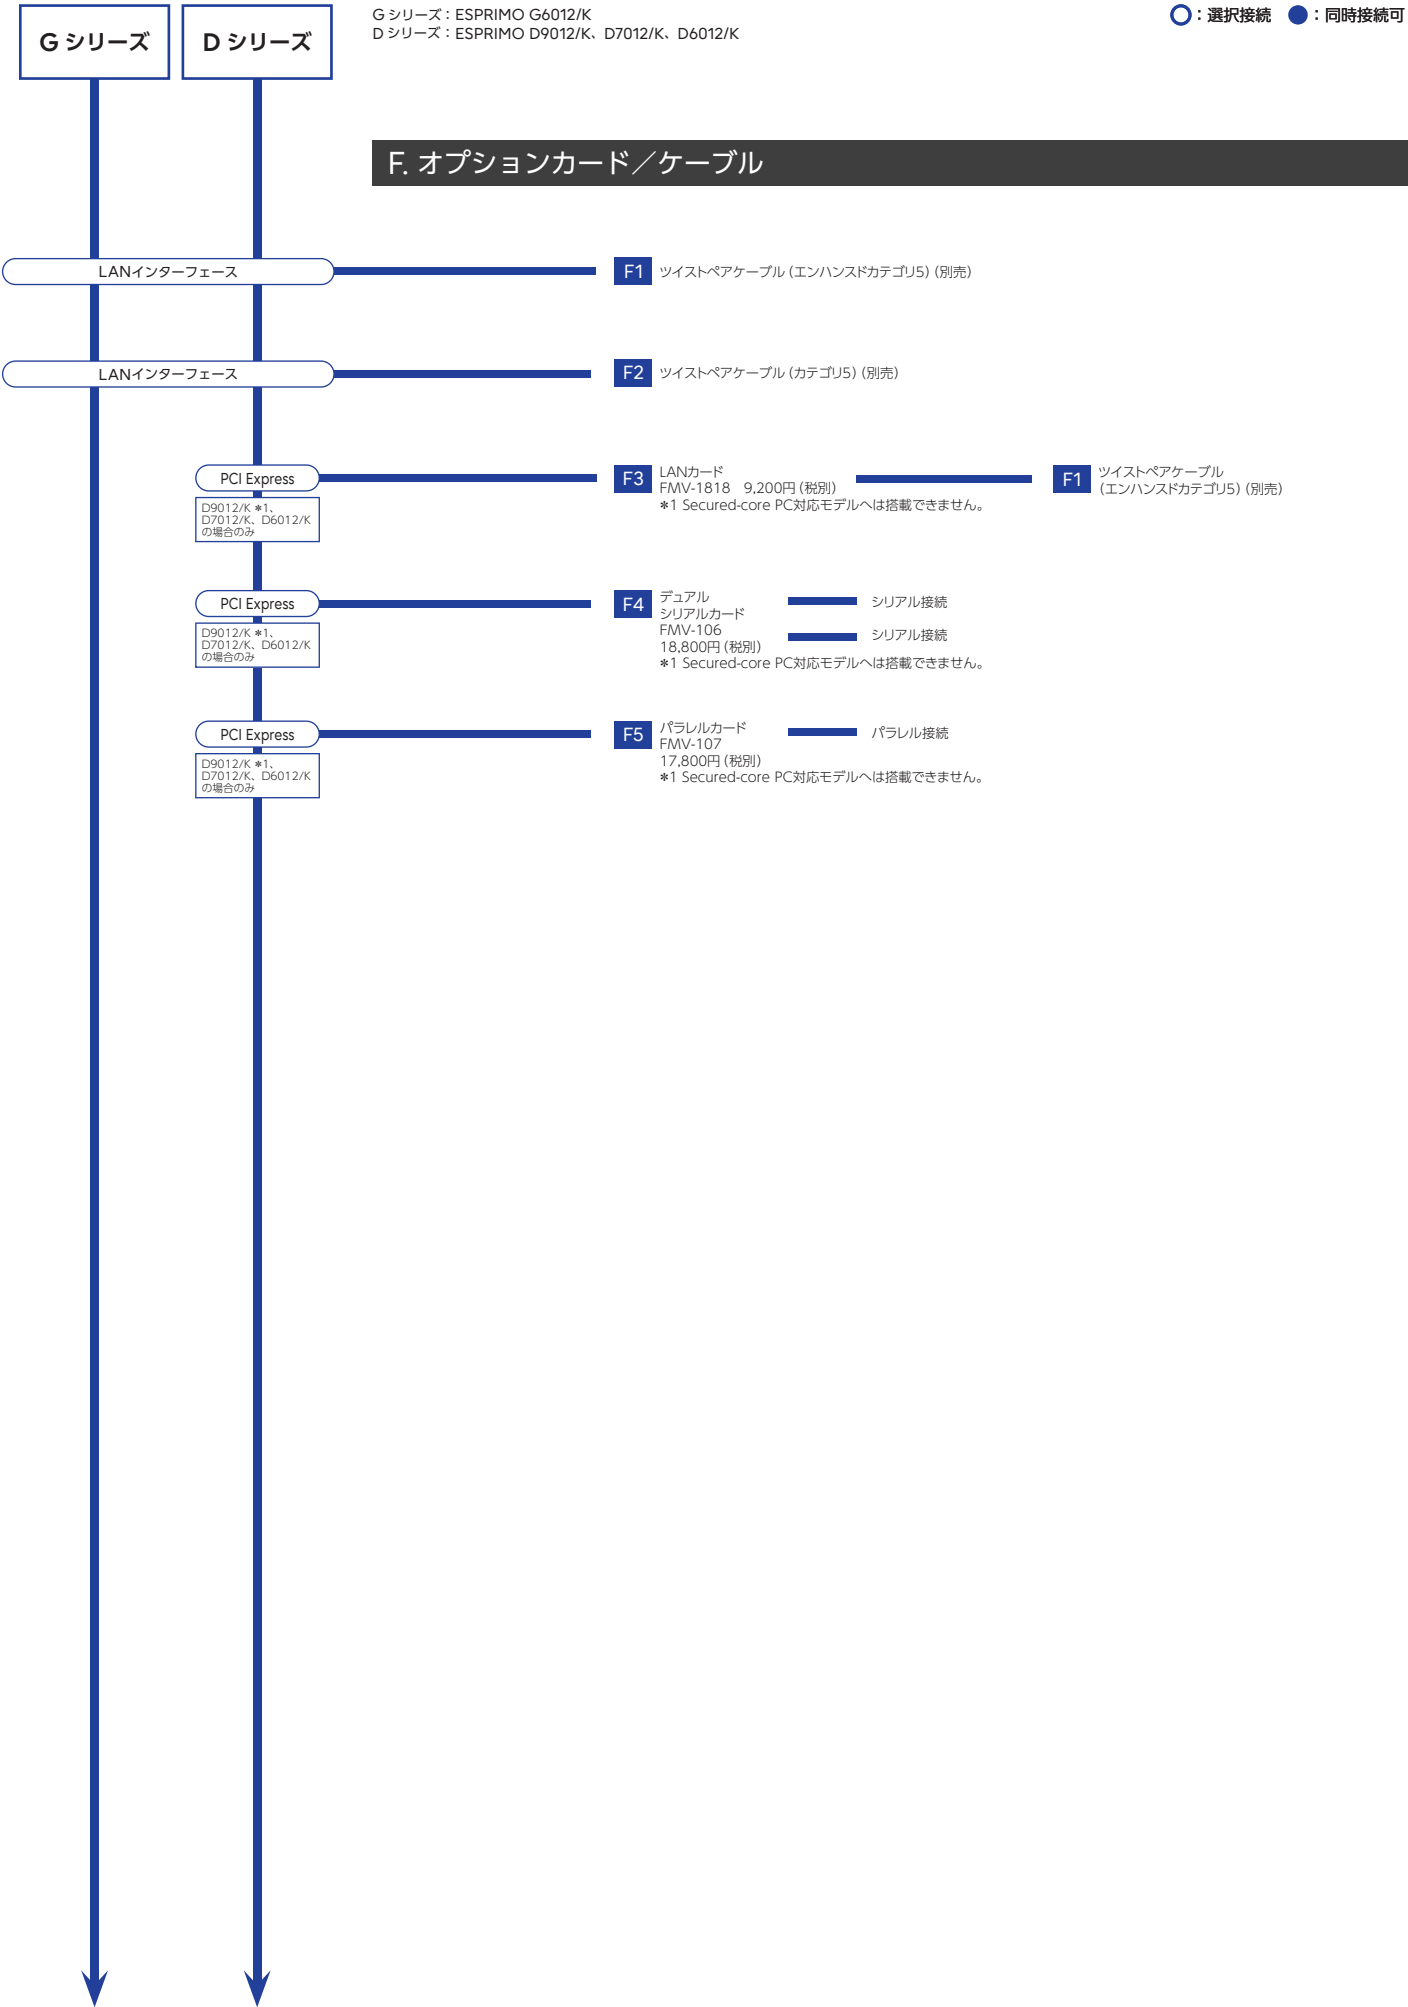 G シリーズ
D シリーズ
G シリーズ：ESPRIMO G6012/K
D シリーズ：ESPRIMO D9012/K、D7012/K、D6012/K
：選択接続
：同時接続可
F. オプションカード／ケーブル
LANインターフェース
F1
ツイストペアケーブル（エンハンスドカテゴリ5）（別売）
LANインターフェース
F2
ツイストペアケーブル（カテゴリ5）（別売）
PCI Express
D9012/K ＊1、
D7012/K、D6012/K
の場合のみ
F3
LANカード
FMV-1818　9,200円（税別）
＊1 Secured-core PC対応モデルへは搭載できません。
F1
ツイストペアケーブル
（エンハンスドカテゴリ5）（別売）
PCI Express
D9012/K ＊1、
D7012/K、D6012/K
の場合のみ
F4
デュアル
シリアルカード
FMV-106
18,800円（税別）
＊1 Secured-core PC対応モデルへは搭載できません。
シリアル接続
シリアル接続
PCI Express
D9012/K ＊1、
D7012/K、D6012/K
の場合のみ
F5
パラレルカード
FMV-107
17,800円（税別）
＊1 Secured-core PC対応モデルへは搭載できません。
パラレル接続